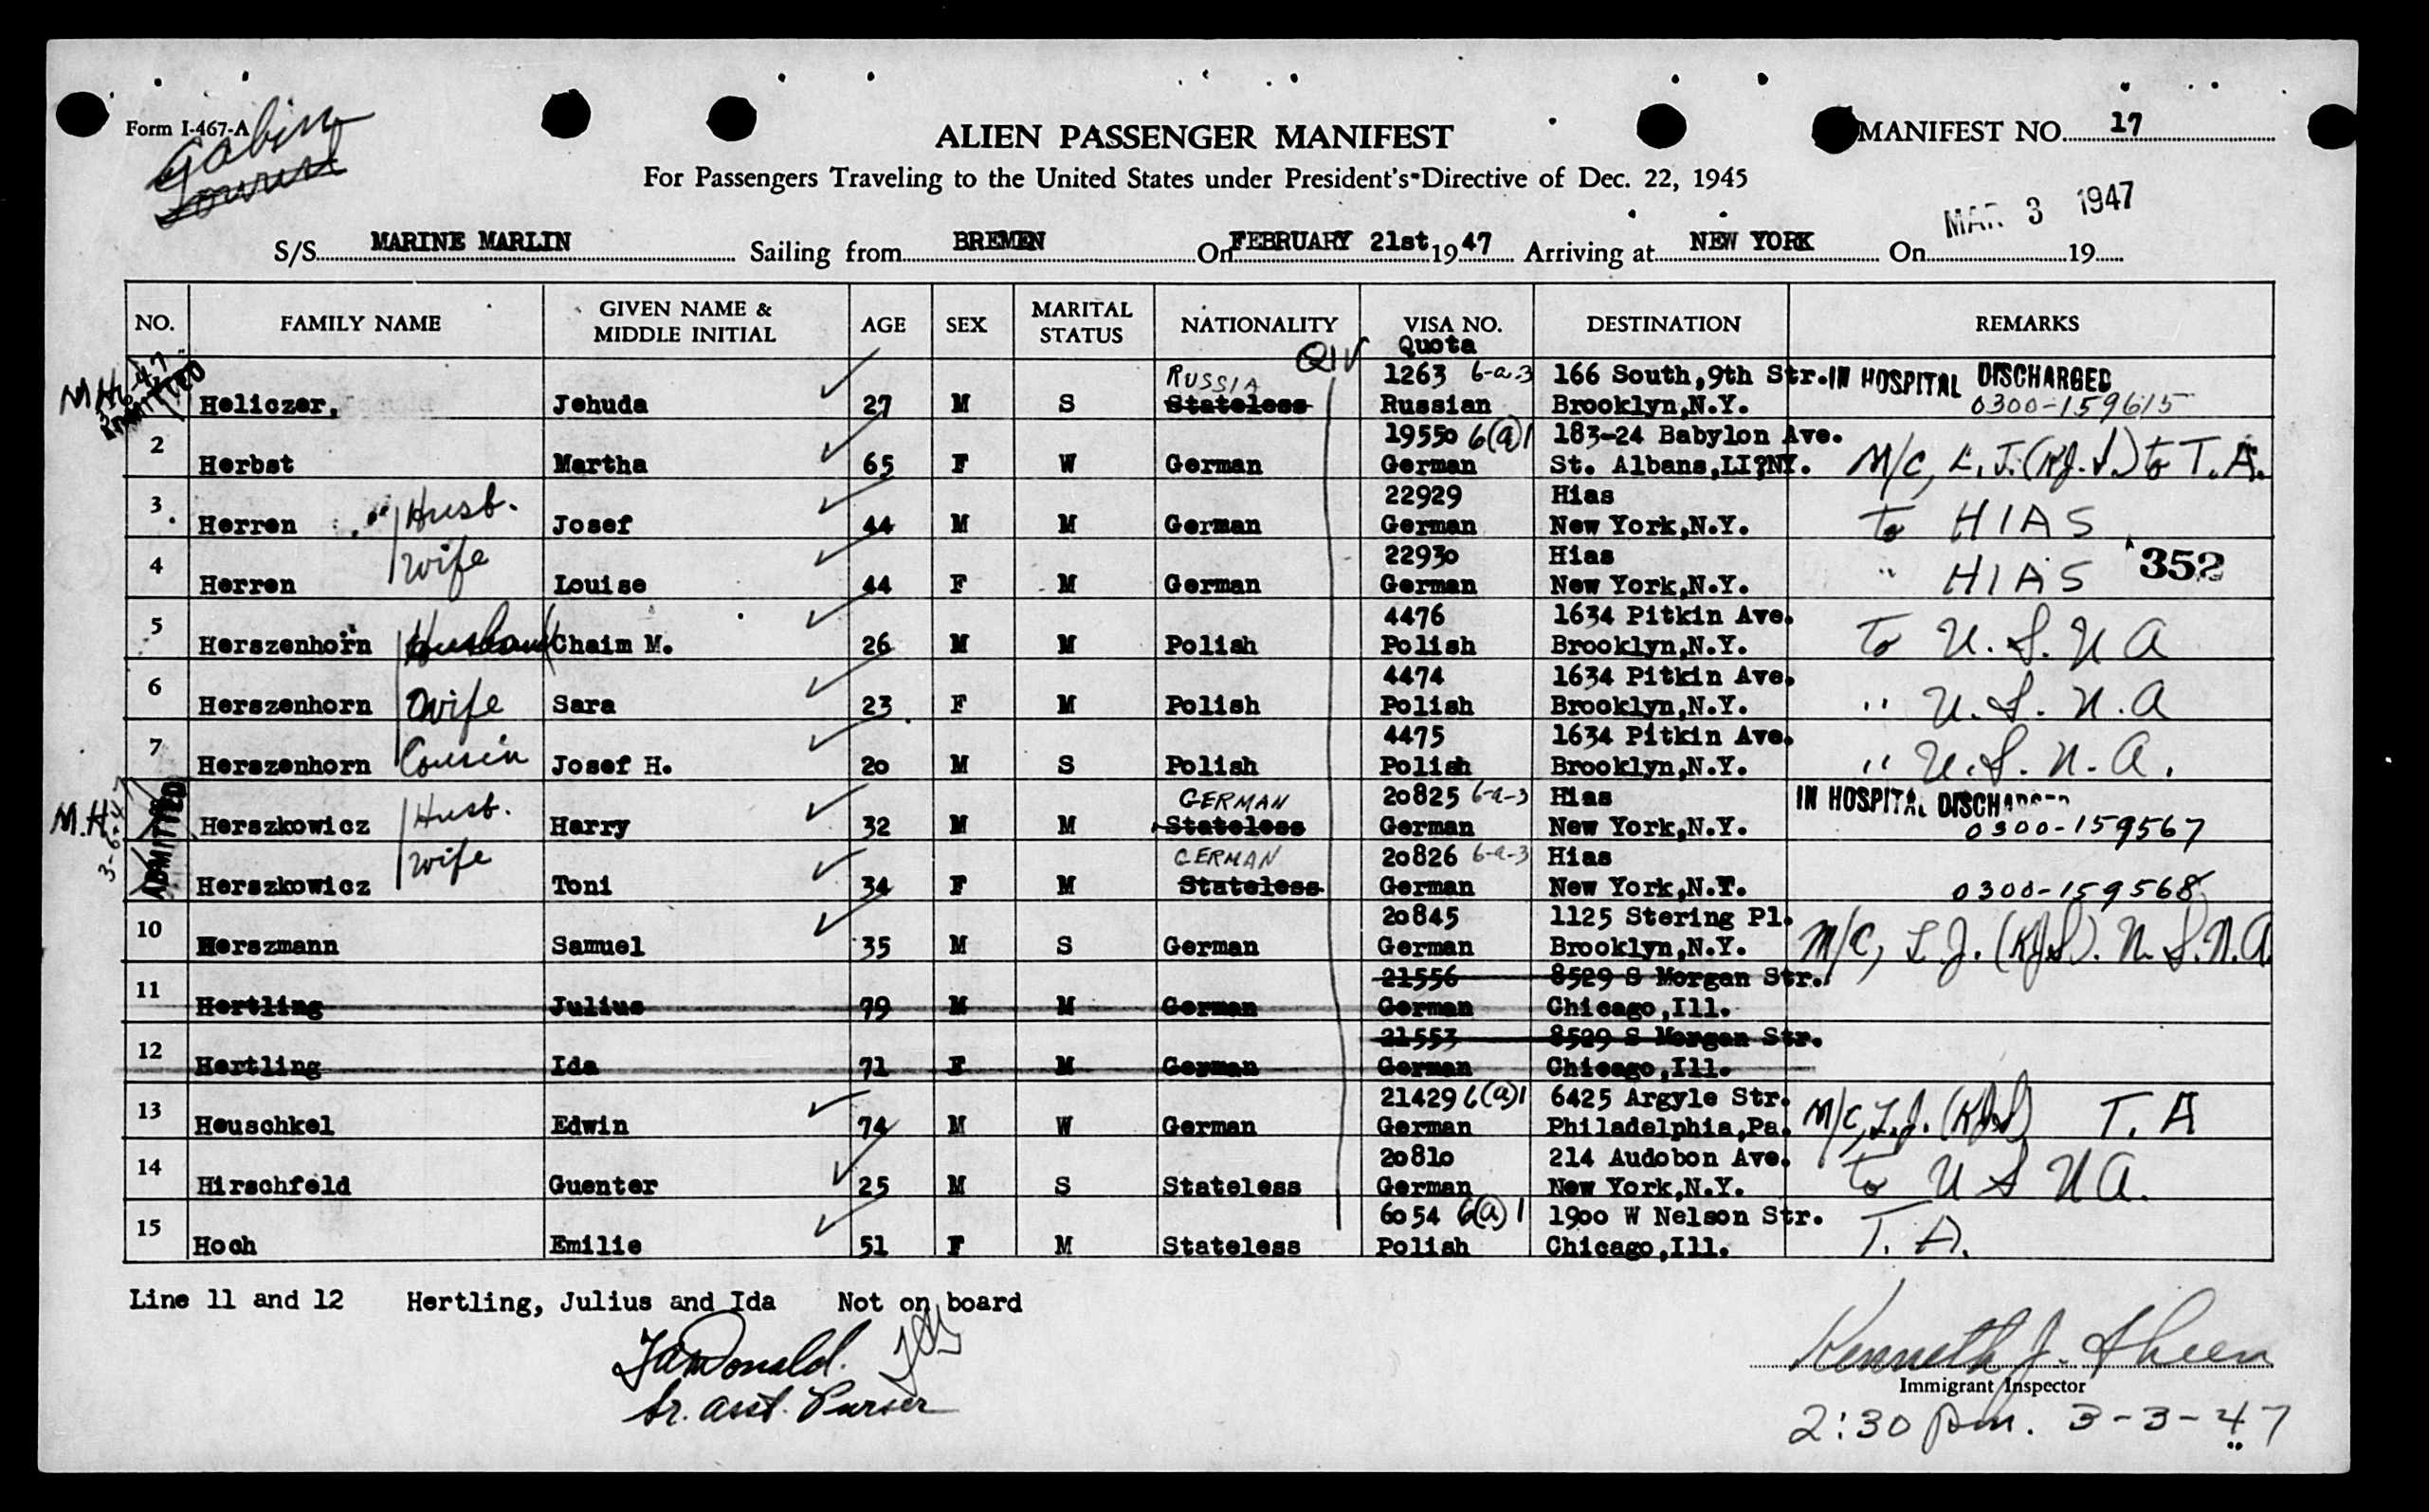 Form I-467-A
Gabin
ALIEN PASSENGER MANIFEST
MANIFEST NO. 17
For Passengers Traveling to the United States under President's Directive of Dec. 22, 1945
MAR 3 1947
S/S MARINE MARLIN Sailing from BREMEN On FEBRUARY 21st 1947 Arriving at NEW YORK On 19
NO. FAMILY NAME GIVEN NAME & MIDDLE INITIAL AGE SEX MARITAL STATUS NATIONALITY VISA NO. DESTINATION REMARKS
QIV Quota
RUSSIA 1263 6-a-3 166 South,9th Str. IN HOSPITAL DISCHARGED
M.H. ADMITTED Heliczer, Jehuda 27 M S Stateless Russian Brooklyn,N.Y. 0300-159615
2 19550 6(a)1 183-24 Babylon Ave.
Herbst Martha 65 F W German German St. Albans,LI?NY. M/C, L.J. (KJS.) to T.A.
3 Husb. 22929 Hias
Herren Josef 44 M M German German New York,N.Y. to HIAS
4 wife 22930 Hias
Herren Louise 44 F M German German New York,N.Y. " HIAS 352
5 4476 1634 Pitkin Ave.
Herszenhorn Husband Chaim M. 26 M M Polish Polish Brooklyn,N.Y. To U.S.N A
6 4474 1634 Pitkin Ave.
Herszenhorn Wife Sara 23 F M Polish Polish Brooklyn,N.Y. " U.S.N.A
7 4475 1634 Pitkin Ave.
Herszenhorn Cousin Josef H. 20 M S Polish Polish Brooklyn,N.Y. " U.S.N.A.
GERMAN 20825 6-a-3 Hias IN HOSPITAL DISCHARGED
M.H. Herszkowicz Husb. Harry 32 M M Stateless German New York,N.Y. 0300-159567
3-6-47 ADMITTED wife GERMAN 20826 6-a-3 Hias
Herszkowicz Toni 34 F M Stateless German New York,N.Y. 0300-159568
10 20845 1125 Stering Pl.
Herszmann Samuel 35 M S German German Brooklyn,N.Y. M/C, L.J. (KJS). U.S.N.A
11 21556 8529 S Morgan Str.
Hertling Julius 79 M M German German Chicago,Ill.
12 21553 8529 S Morgan Str.
Hertling Ida 71 F M German German Chicago,Ill.
13 21429 6(a)1 6425 Argyle Str.
Heuschkel Edwin 74 M W German German Philadelphia,Pa. M/C, L.J. (KJS) T.A
14 20810 214 Audobon Ave.
Hirschfeld Guenter 25 M S Stateless German New York,N.Y. to U S N A.
15 6054 6(a)1 1900 W Nelson Str.
Hoch Emilie 51 F M Stateless Polish Chicago,Ill. T.A.
Line 11 and 12 Hertling, Julius and Ida Not on board
Sr. asst. Purser
Kenneth J. Sheen
Immigrant Inspector
2:30 pm. 3-3-47